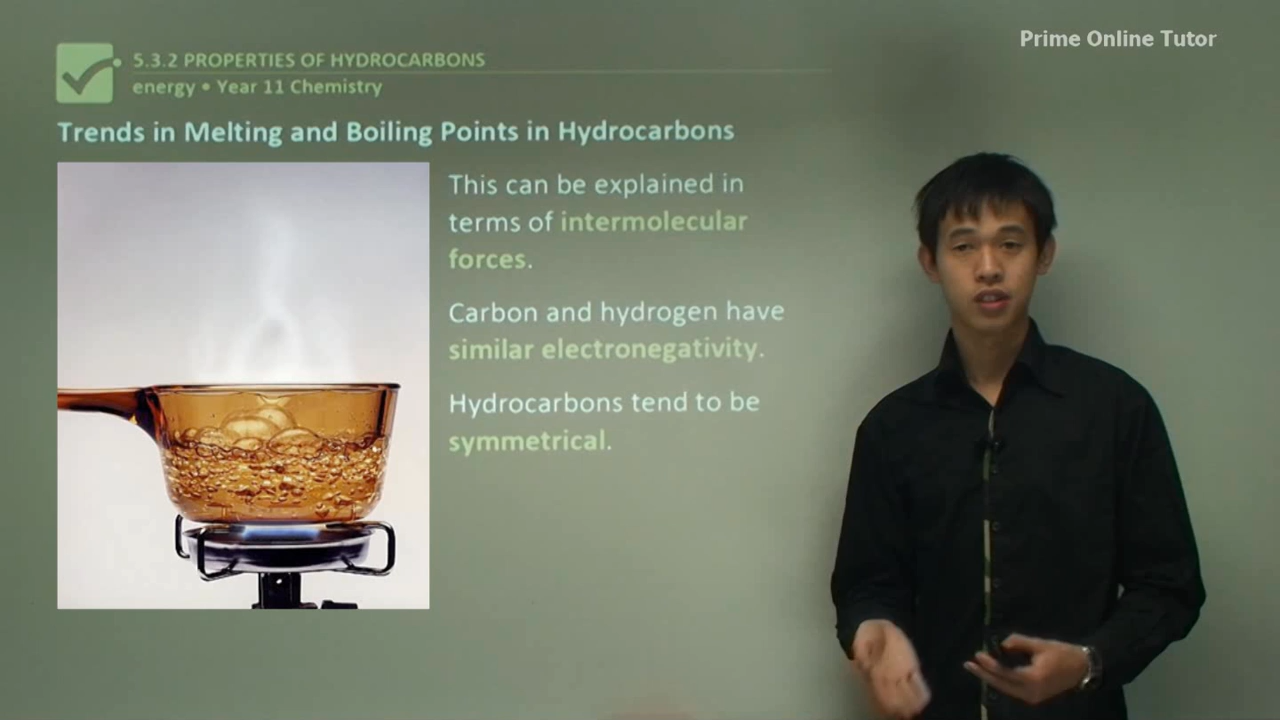 Prime Online Tutor
5.3.2 PROPERTIES OF HYDROCARBONS
energy • Year 11 Chemistry
Trends in Melting and Boiling Points in Hydrocarbons
This can be explained in
terms of intermolecular
forces.
Carbon and hydrogen have
similar electronegativity.
Hydrocarbons tend to be
symmetrical.